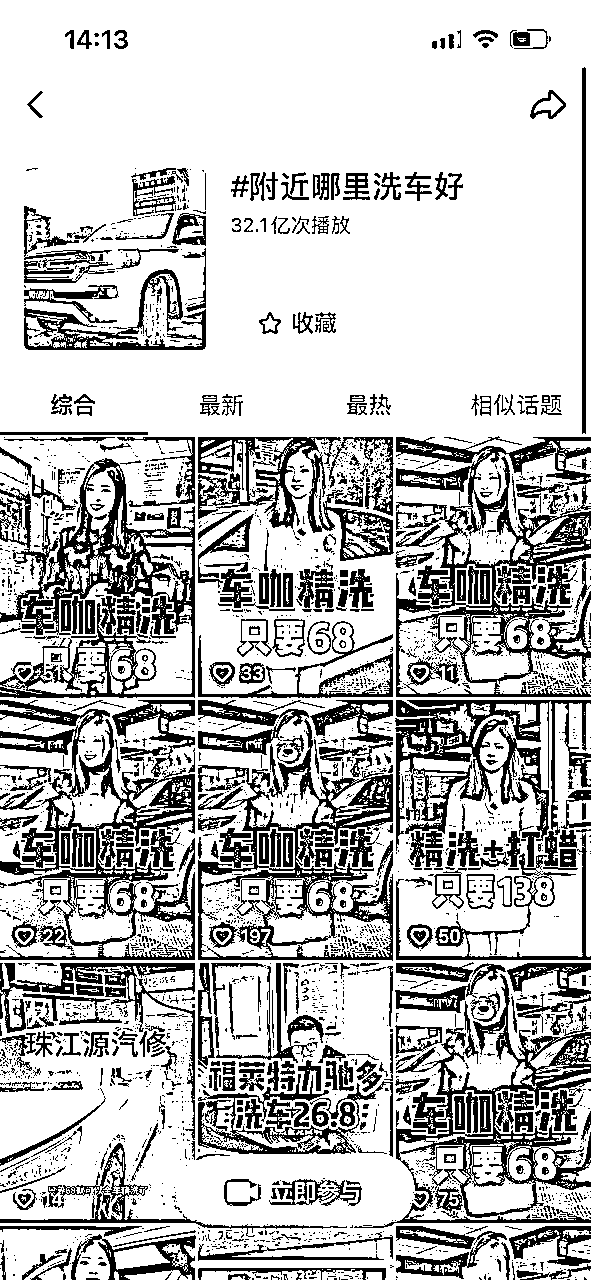 14:13
#附近哪里洗车好
32.1亿次播放
收藏
综合
最新
最热
相似话题
车咖精洗
只要68
51
车咖精洗
只要68
33
车咖精洗
只要68
11
车咖精洗
只要68
22
车咖精洗
只要68
197
精洗+打蜡
只要138
50
珠江源汽修
福莱特力驰多
洗车26.8
车咖精洗
只要68
75
立即参与